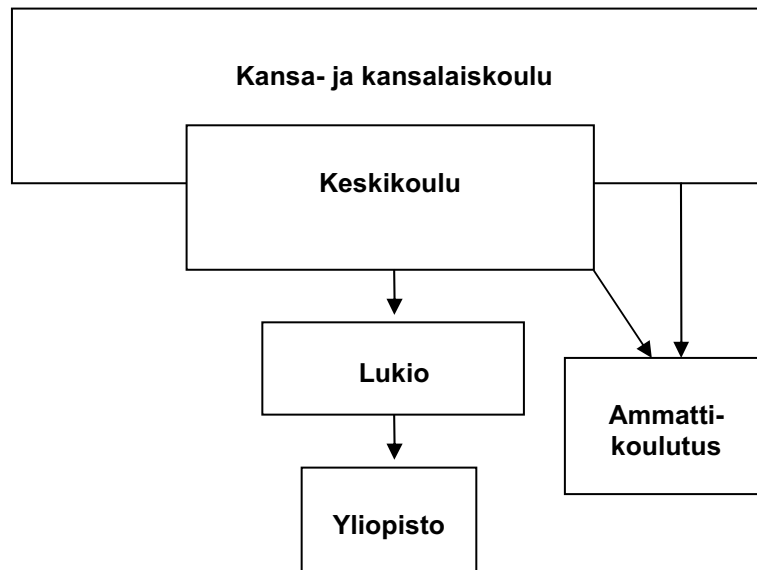 Kansa- ja kansalaiskoulu
Keskikoulu
Lukio
Ammatti-
koulutus
Yliopisto